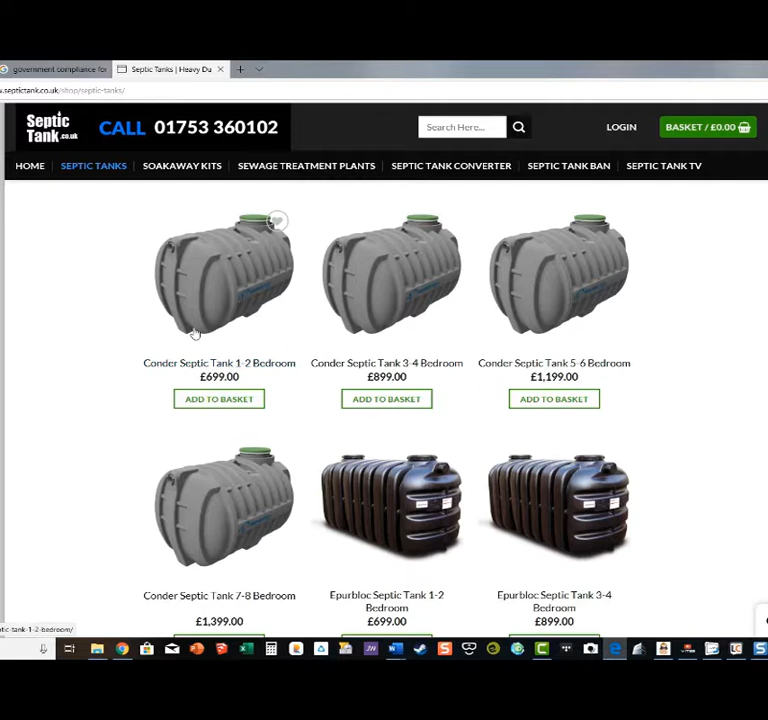 government compliance for
Septic Tanks | Heavy Du
w.septictank.co.uk/shop/septic-tanks/
Septic
Tank.co.uk
CALL 01753 360102
Search Here...
LOGIN
BASKET / £0.00
HOME
SEPTIC TANKS
SOAKAWAY KITS
SEWAGE TREATMENT PLANTS
SEPTIC TANK CONVERTER
SEPTIC TANK BAN
SEPTIC TANK TV
Conder Septic Tank 1-2 Bedroom
£699.00
ADD TO BASKET
Conder Septic Tank 3-4 Bedroom
£899.00
ADD TO BASKET
Conder Septic Tank 5-6 Bedroom
£1,199.00
ADD TO BASKET
Conder Septic Tank 7-8 Bedroom
£1,399.00
Epurbloc Septic Tank 1-2
Bedroom
£699.00
Epurbloc Septic Tank 3-4
Bedroom
£899.00
tic-tank-1-2-bedroom/